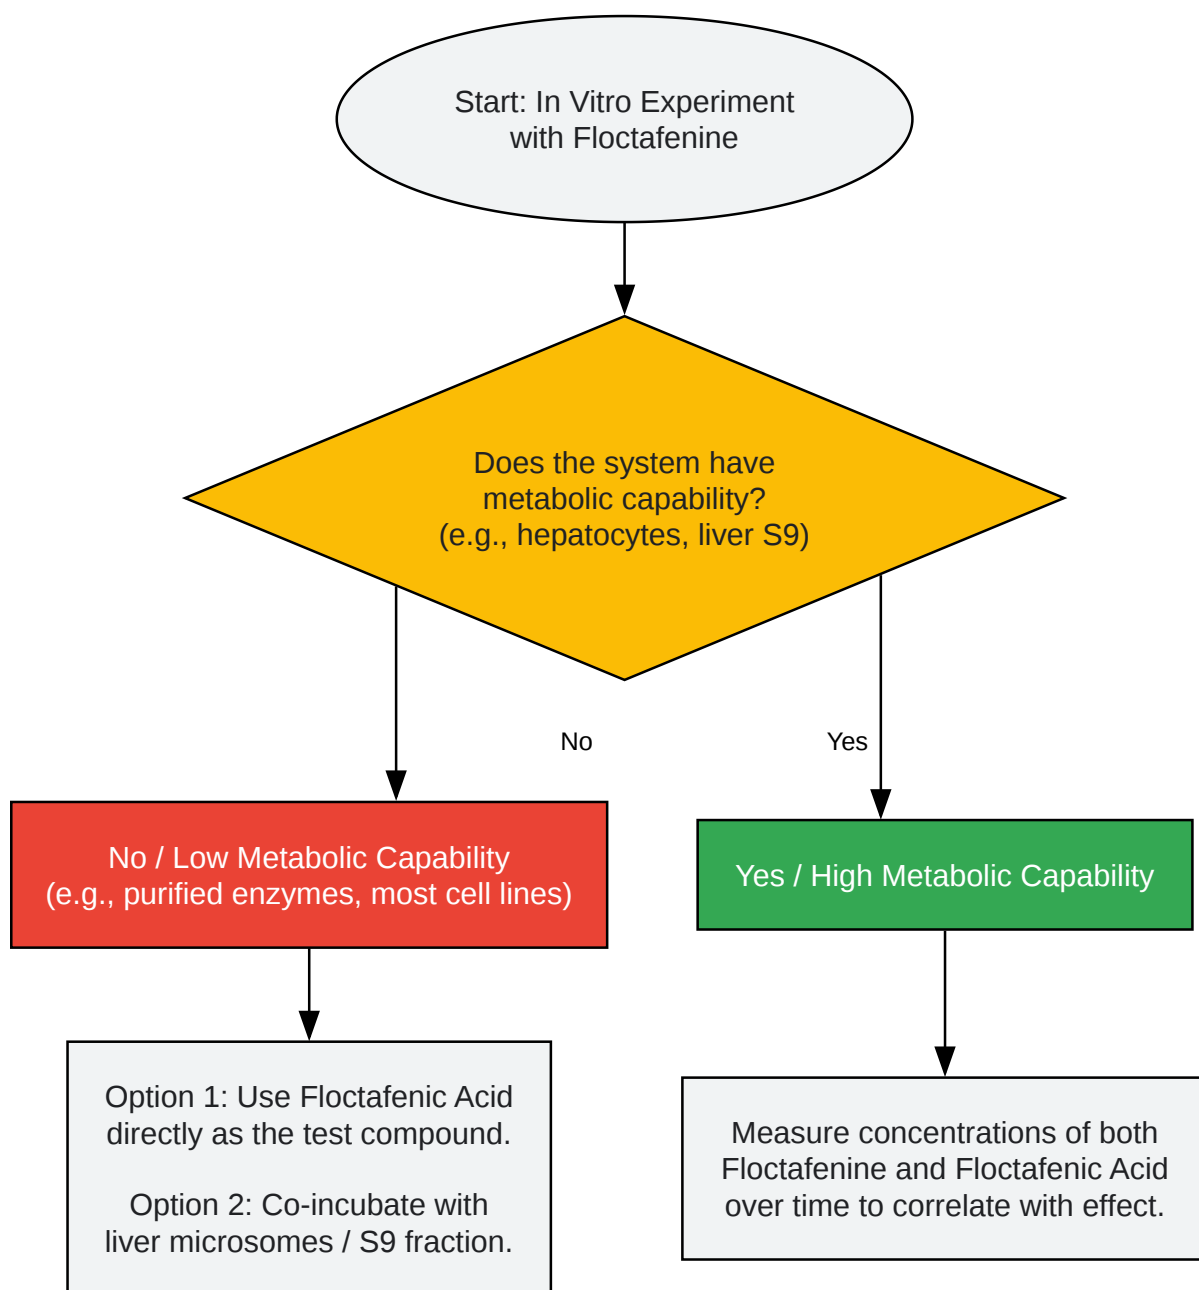 Start: In Vitro Experiment
with Floctafenine
Does the system have
metabolic capability?
(e.g., hepatocytes, liver S9)
No
Yes
No / Low Metabolic Capability
(e.g., purified enzymes, most cell lines)
Yes / High Metabolic Capability
Option 1: Use Floctafenic Acid
directly as the test compound.
Option 2: Co-incubate with
liver microsomes / S9 fraction.
Measure concentrations of both
Floctafenine and Floctafenic Acid
over time to correlate with effect.